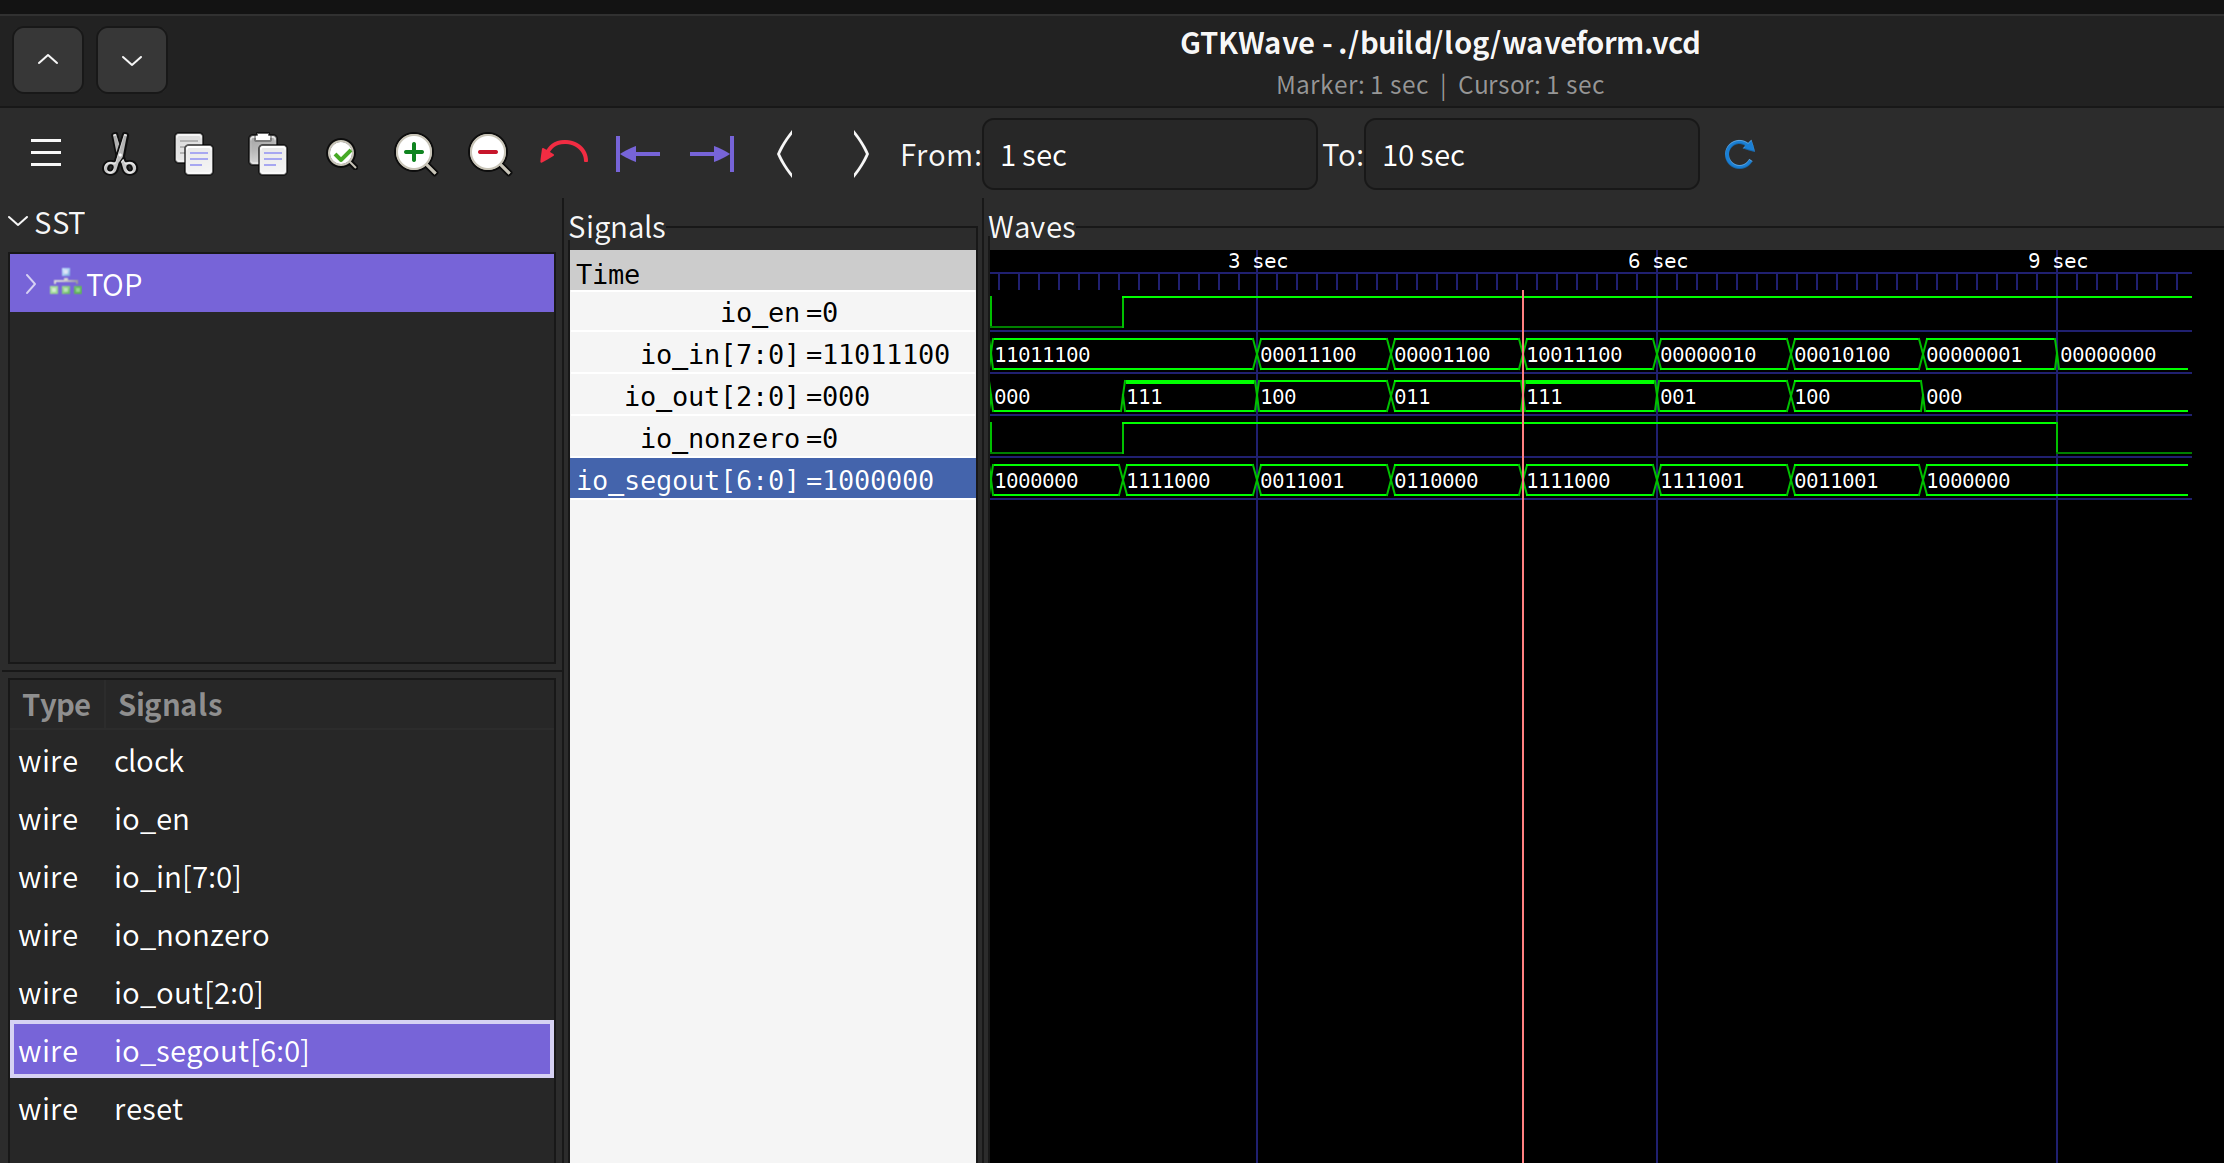 GTKWave - ./build/log/waveform.vcd
Marker: 1 sec | Cursor: 1 sec
From: 1 sec To: 10 sec
SST
TOP
Type Signals
wire clock
wire io_en
wire io_in[7:0]
wire io_nonzero
wire io_out[2:0]
wire io_segout[6:0]
wire reset
Signals
Time
io_en =0
io_in[7:0] =11011100
io_out[2:0] =000
io_nonzero =0
io_segout[6:0] =1000000
Waves
3 sec 6 sec 9 sec
11011100 00011100 00001100 10011100 00000010 00010100 00000001 00000000
000 111 100 011 111 001 100 000
1000000 1111000 0011001 0110000 1111000 1111001 0011001 1000000